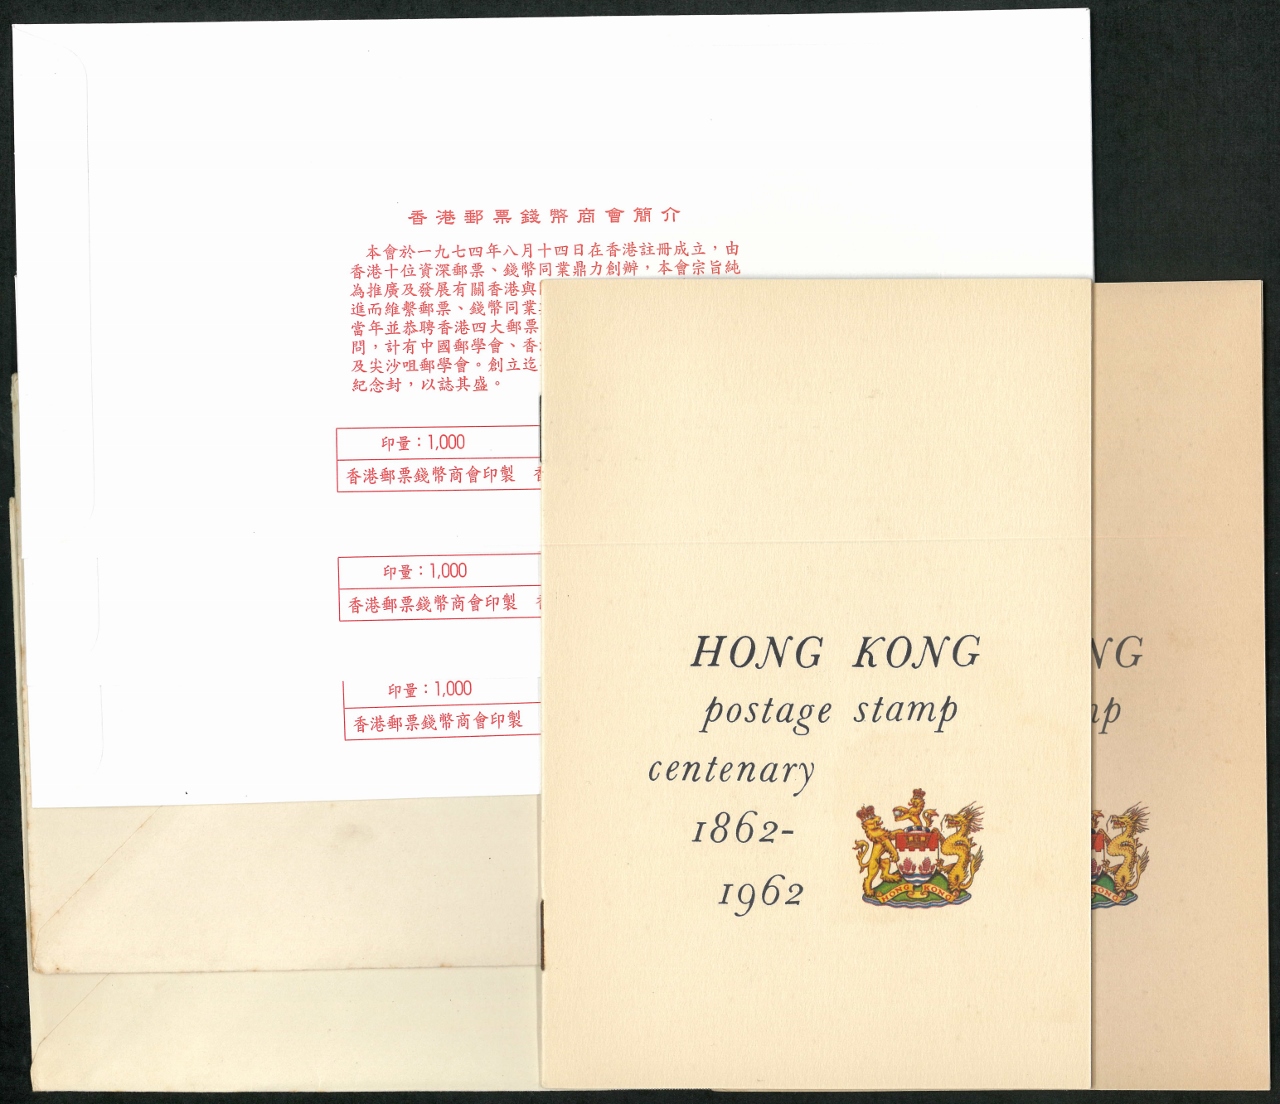 香港郵票錢幣商會簡介
本會於一九七四年八月十四日在香港註冊成立，由
香港十位資深郵票、錢幣同業鼎力創辦，本會宗旨純
為推廣及發展有關香港與
進而維繫郵票、錢幣同業
當年並恭聘香港四大郵票
問，計有中國郵學會、香
及尖沙咀郵學會。創立迄
紀念封，以誌其盛。
印量：1,000
香港郵票錢幣商會印製
印量：1,000
香港郵票錢幣商會印製
印量：1,000
香港郵票錢幣商會印製
HONG KONG
postage stamp
centenary
1862-
1962
HONG KONG
NG
mp